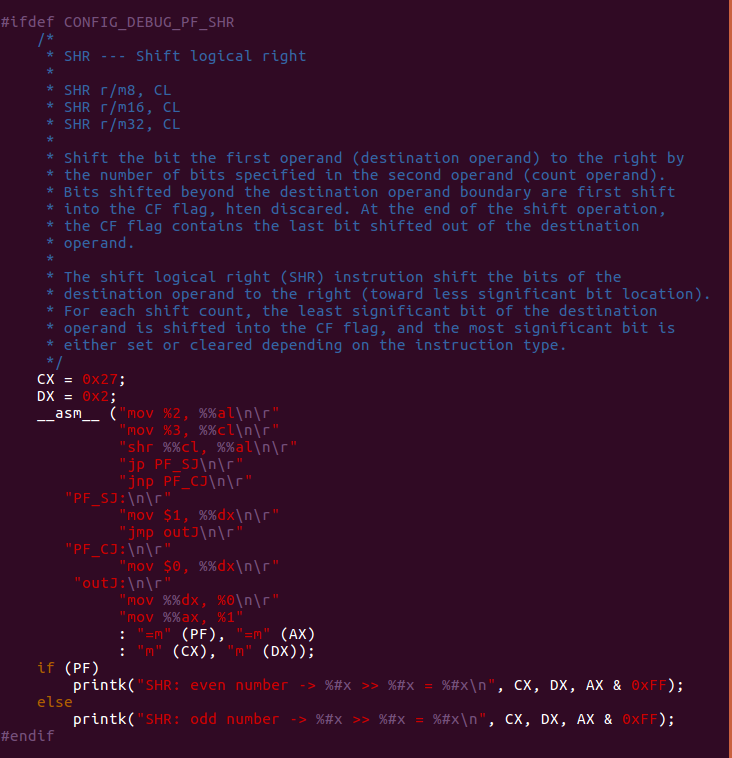 #ifdef CONFIG_DEBUG_PF_SHR
    /*
     * SHR --- Shift logical right
     *
     * SHR r/m8, CL
     * SHR r/m16, CL
     * SHR r/m32, CL
     *
     * Shift the bit the first operand (destination operand) to the right by
     * the number of bits specified in the second operand (count operand).
     * Bits shifted beyond the destination operand boundary are first shift
     * into the CF flag, hten discared. At the end of the shift operation,
     * the CF flag contains the last bit shifted out of the destination
     * operand.
     *
     * The shift logical right (SHR) instrution shift the bits of the
     * destination operand to the right (toward less significant bit location).
     * For each shift count, the least significant bit of the destination
     * operand is shifted into the CF flag, and the most significant bit is
     * either set or cleared depending on the instruction type.
     */
    CX = 0x27;
    DX = 0x2;
    __asm__ ("mov %2, %%al\n\r"
             "mov %3, %%cl\n\r"
             "shr %%cl, %%al\n\r"
             "jp PF_SJ\n\r"
             "jnp PF_CJ\n\r"
       "PF_SJ:\n\r"
             "mov $1, %%dx\n\r"
             "jmp outJ\n\r"
       "PF_CJ:\n\r"
             "mov $0, %%dx\n\r"
        "outJ:\n\r"
             "mov %%dx, %0\n\r"
             "mov %%ax, %1"
             : "=m" (PF), "=m" (AX)
             : "m" (CX), "m" (DX));
    if (PF)
        printk("SHR: even number -> %#x >> %#x = %#x\n", CX, DX, AX & 0xFF);
    else
        printk("SHR: odd number -> %#x >> %#x = %#x\n", CX, DX, AX & 0xFF);
#endif